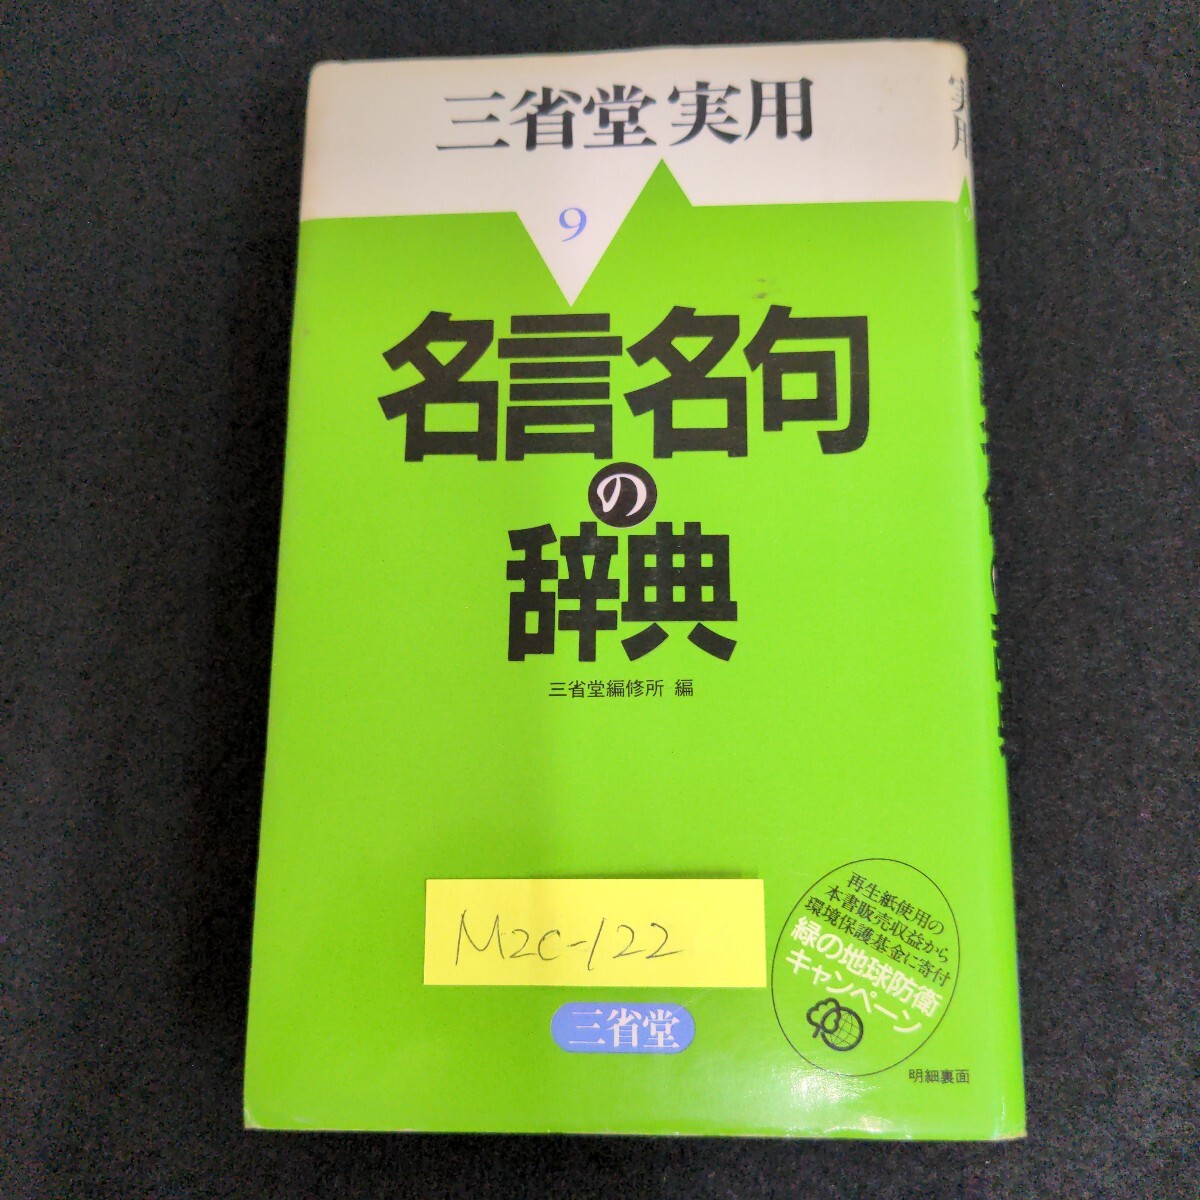 三省堂 実用
9
名言名句
の
辞典
三省堂編修所 編
M2C-122
三省堂
再生紙使用の
本書販売収益から
環境保護基金に寄付
緑の地球防衛
キャンペーン
明細裏面
実用
9